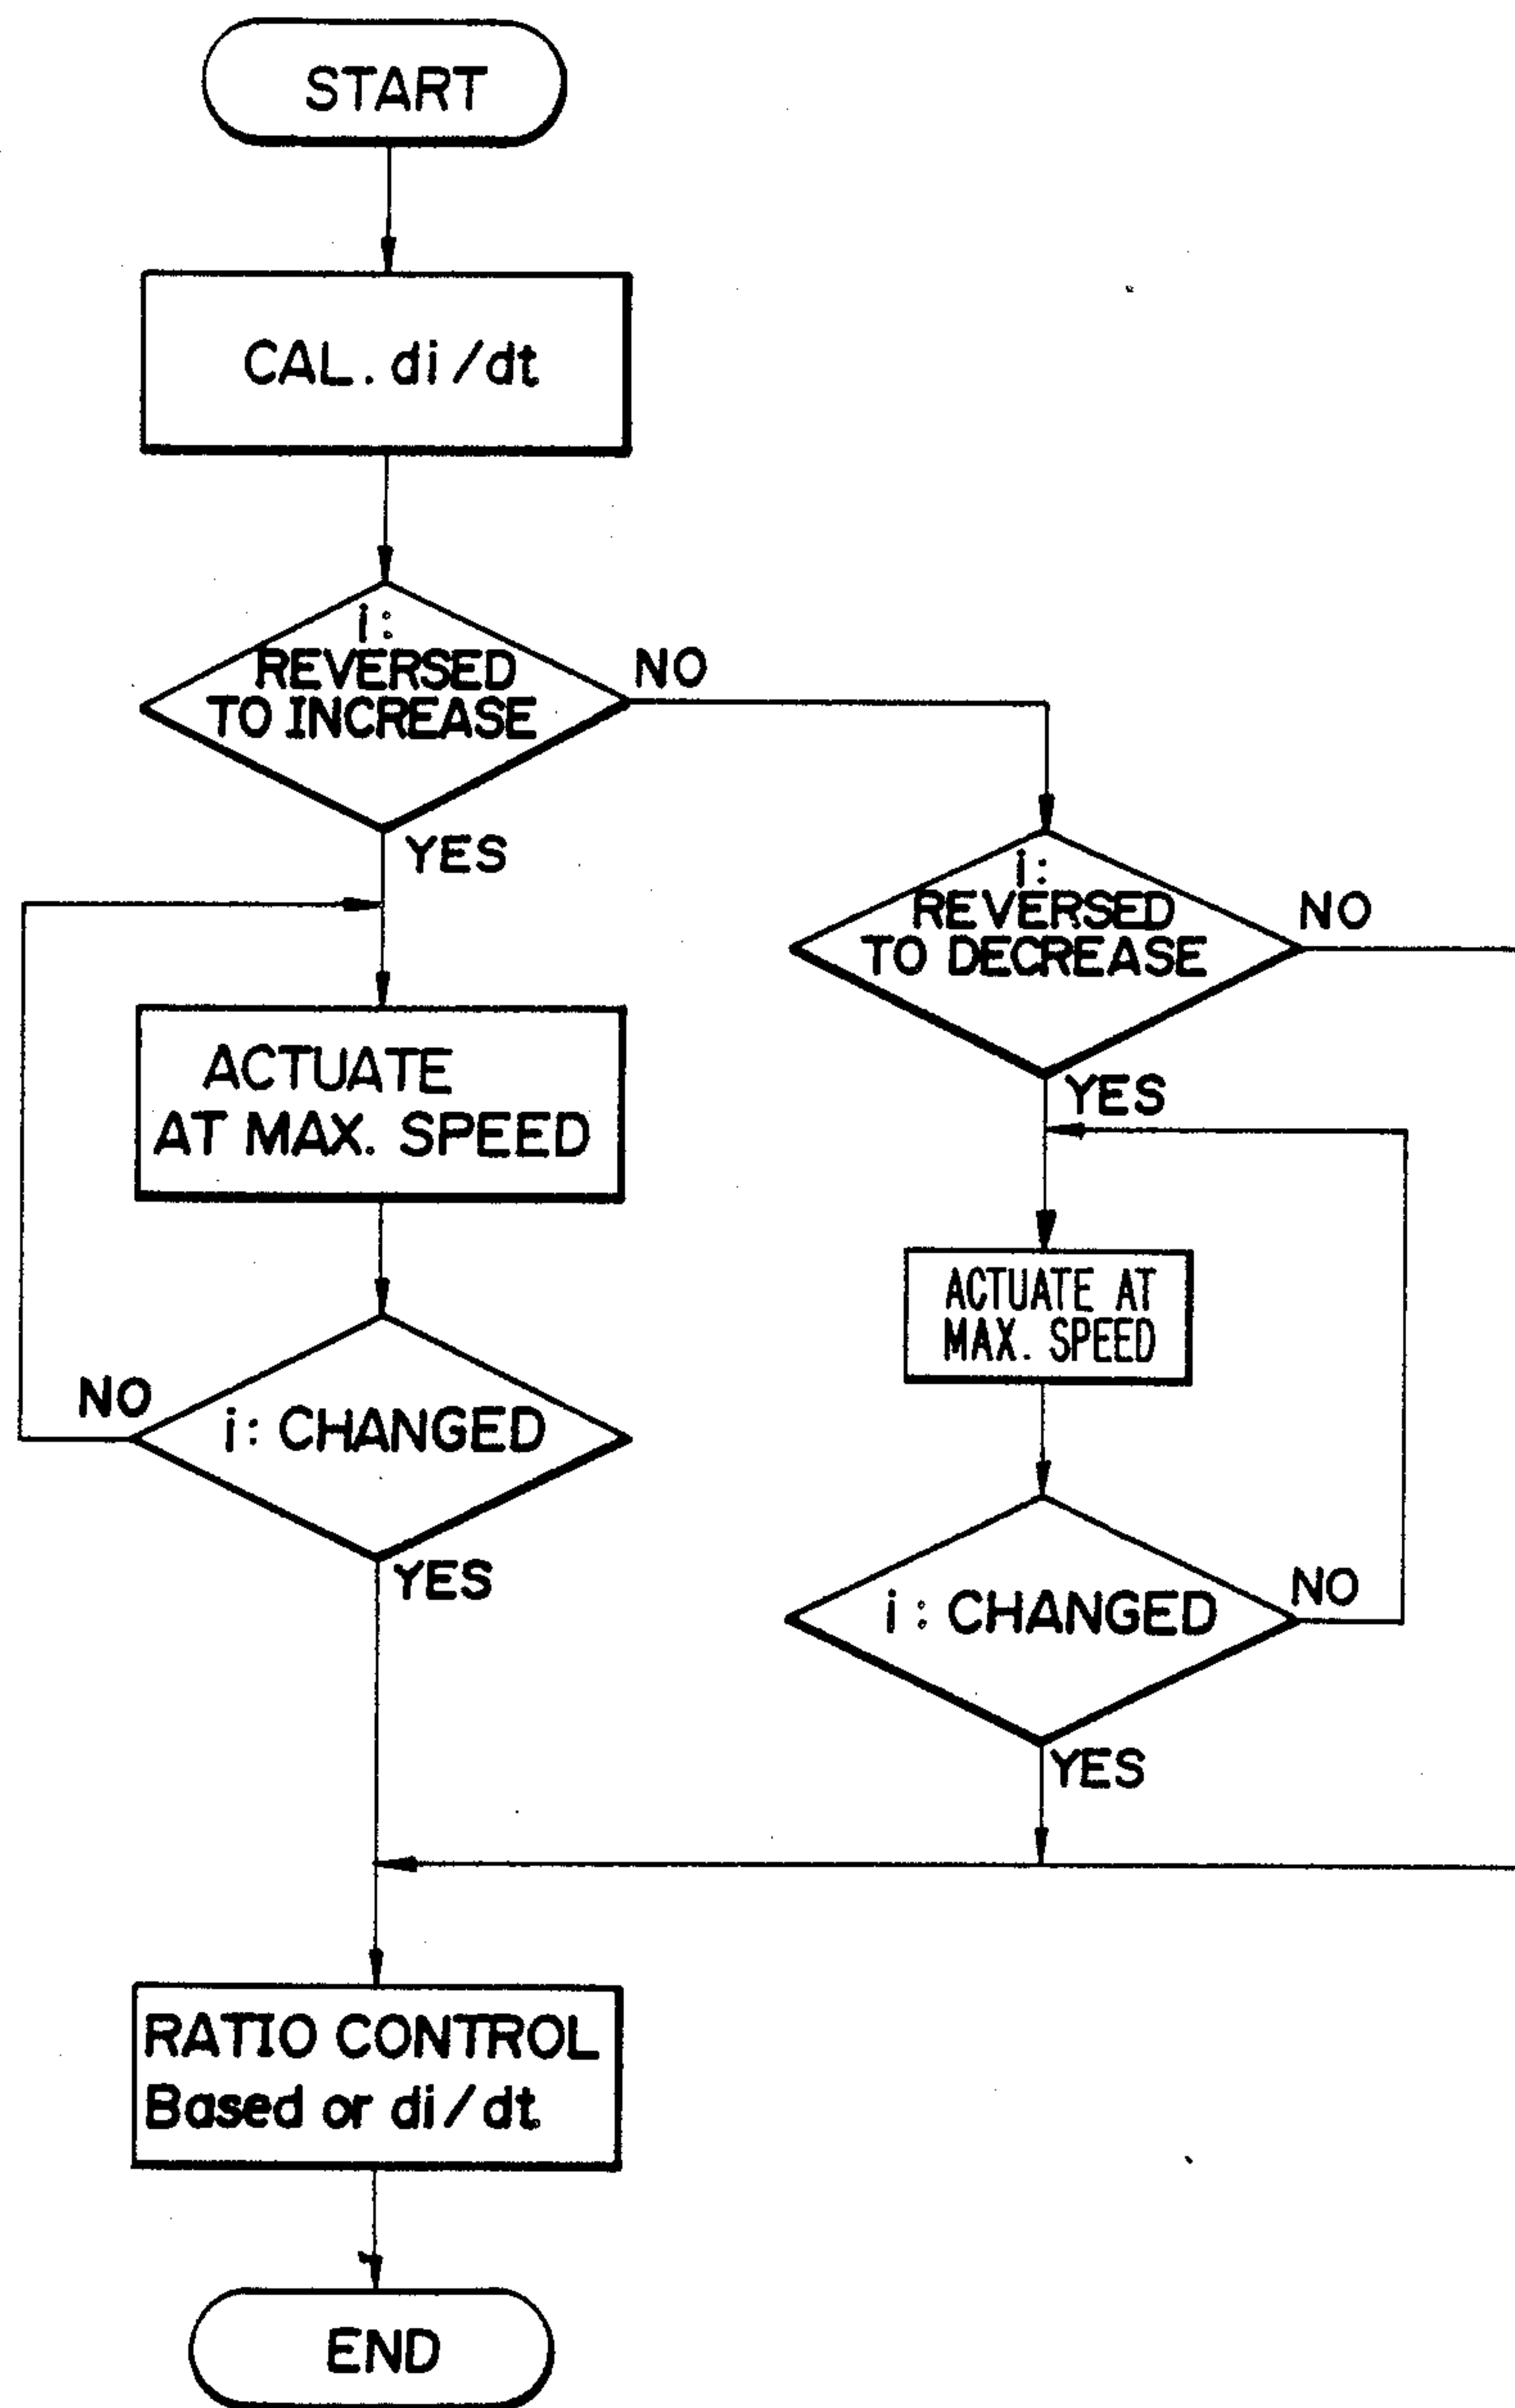 START
CAL. di/dt
i:
REVERSED
TO INCREASE
NO
YES
i:
REVERSED
TO DECREASE
NO
YES
ACTUATE
AT MAX. SPEED
ACTUATE AT
MAX. SPEED
NO
i: CHANGED
YES
i: CHANGED
NO
YES
RATIO CONTROL
Based or di/dt
END